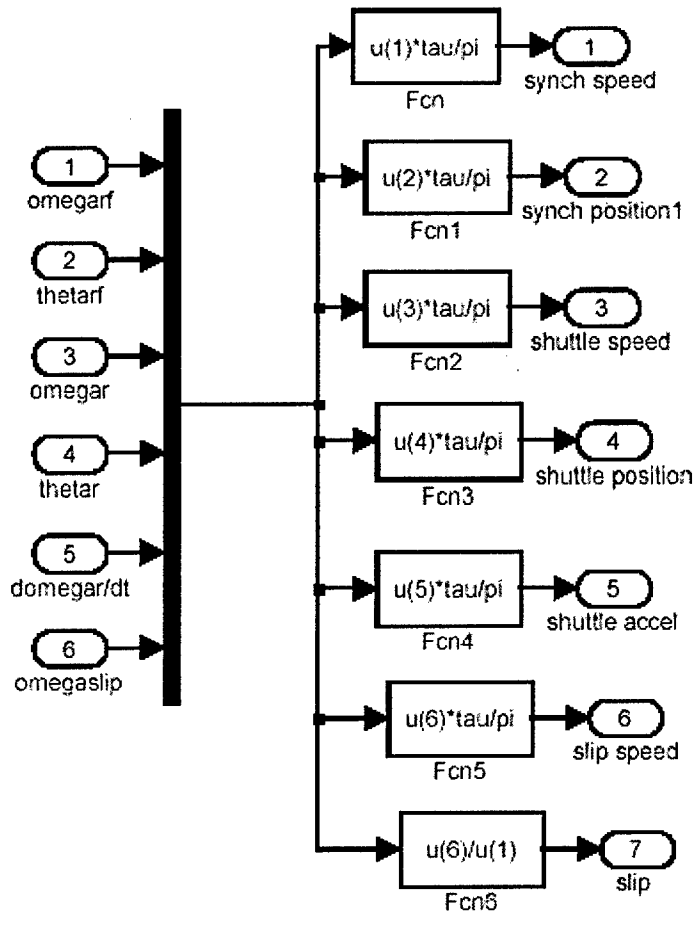 1
omegarf
2
thetarf
3
omegar
4
thetar
5
domegar/dt
6
omegaslip
u(1)*tau/pi
Fcn
1
synch speed
u(2)*tau/pi
Fcn1
2
synch position1
u(3)*tau/pi
Fcn2
3
shuttle speed
u(4)*tau/pi
Fcn3
4
shuttle position
u(5)*tau/pi
Fcn4
5
shuttle accel
u(6)*tau/pi
Fcn5
6
slip speed
u(6)/u(1)
Fcn6
7
slip